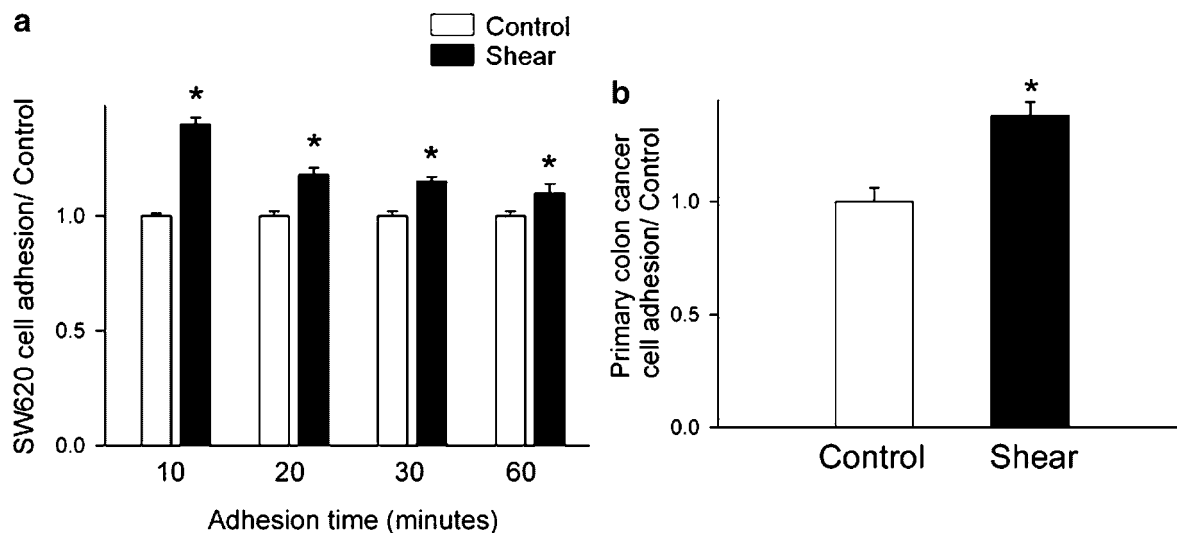 a
Control
Shear
SW620 cell adhesion/ Control
1.0
0.5
0.0
*
*
*
*
10 20 30 60
Adhesion time (minutes)
b
Primary colon cancer
cell adhesion/ Control
1.0
0.5
0.0
*
Control Shear